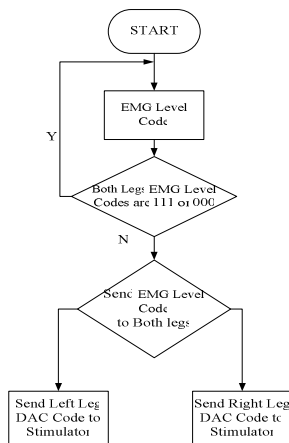 START
EMG Level
Code
Y
Both Legs EMG Level
Codes are 111 or 000
N
Send EMG Level
Code
to Both legs
Send Left Leg
DAC Code to
Stimulator
Send Right Leg
DAC Code to
Stimulator